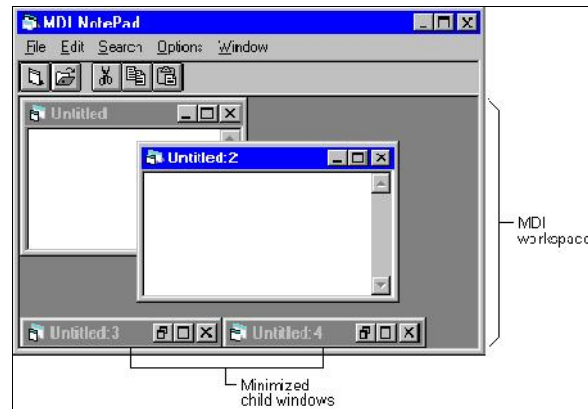 MDI NotePad
File Edit Search Options Window
Untitled
Untitled:2
MDI
workspace
Untitled:3 Untitled:4
Minimized
child windows